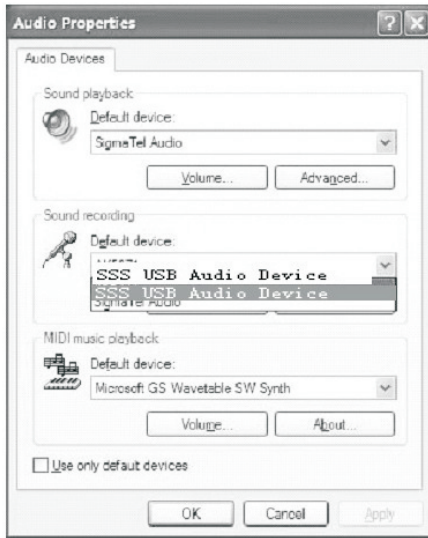 Audio Properties
Audio Devices
Sound playback
Default device:
SigmaTel Audio
Volume...
Advanced...
Sound recording
Default device:
SSS USB Audio Device
SSS USB Audio Device
SigmaTel Audio
MIDI music playback
Default device:
Microsoft GS Wavetable SW Synth
Volume...
About...
Use only default devices
OK
Cancel
Apply